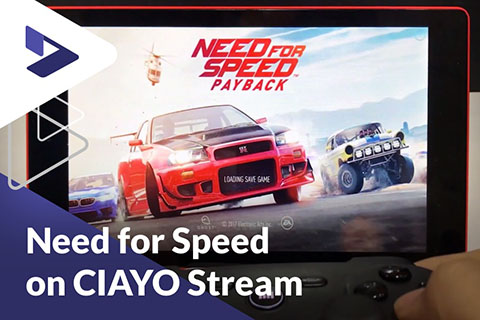 NEED FOR
SPEED
PAYBACK
LOADING SAVE GAME
Need for Speed
on CIAYO Stream